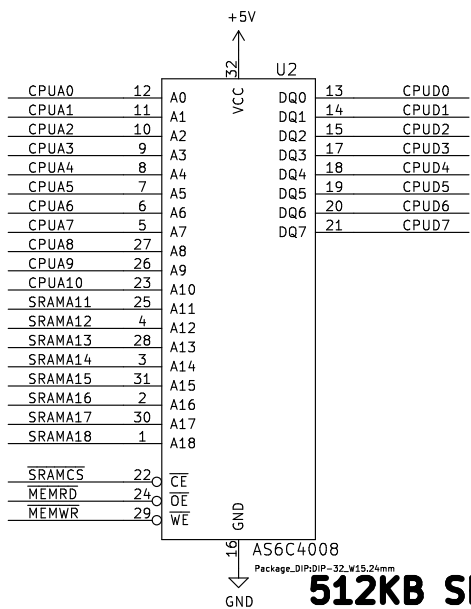 +5V
32
U2
VCC
CPUA0 12 A0 DQ0 13 CPUD0
CPUA1 11 A1 DQ1 14 CPUD1
CPUA2 10 A2 DQ2 15 CPUD2
CPUA3 9 A3 DQ3 17 CPUD3
CPUA4 8 A4 DQ4 18 CPUD4
CPUA5 7 A5 DQ5 19 CPUD5
CPUA6 6 A6 DQ6 20 CPUD6
CPUA7 5 A7 DQ7 21 CPUD7
CPUA8 27 A8
CPUA9 26 A9
CPUA10 23 A10
SRAMA11 25 A11
SRAMA12 4 A12
SRAMA13 28 A13
SRAMA14 3 A14
SRAMA15 31 A15
SRAMA16 2 A16
SRAMA17 30 A17
SRAMA18 1 A18
SRAMCS 22 CE
MEMRD 24 OE
MEMWR 29 WE
GND
16
AS6C4008
Package_DIP:DIP-32_W15.24mm
512KB
GND